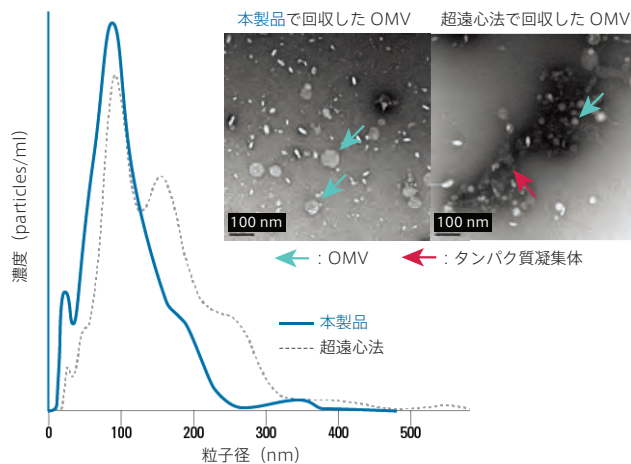 本製品で回収した OMV
超遠心法で回収した OMV
100 nm
100 nm
: OMV
: タンパク質凝集体
濃度（particles/ml）
本製品
超遠心法
0
100
200
300
400
500
粒子径（nm）